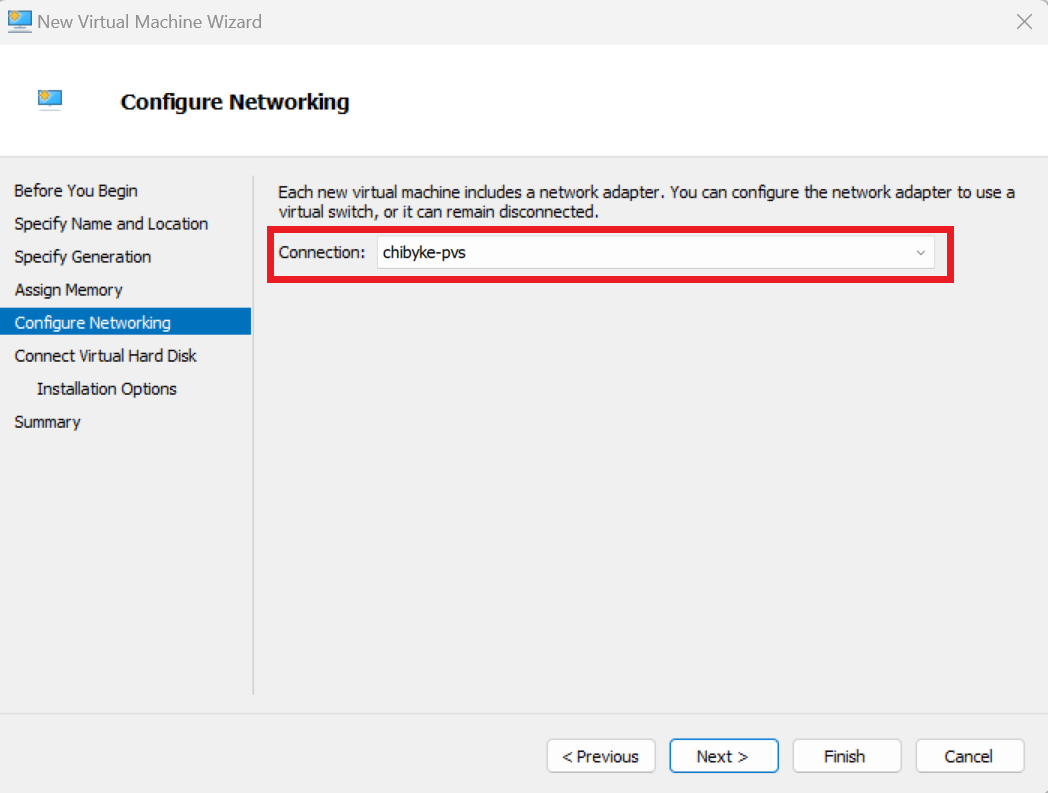 New Virtual Machine Wizard
Configure Networking
Before You Begin
Specify Name and Location
Specify Generation
Assign Memory
Configure Networking
Connect Virtual Hard Disk
Installation Options
Summary
Each new virtual machine includes a network adapter. You can configure the network adapter to use a
virtual switch, or it can remain disconnected.
Connection: chibyke-pvs
< Previous Next > Finish Cancel